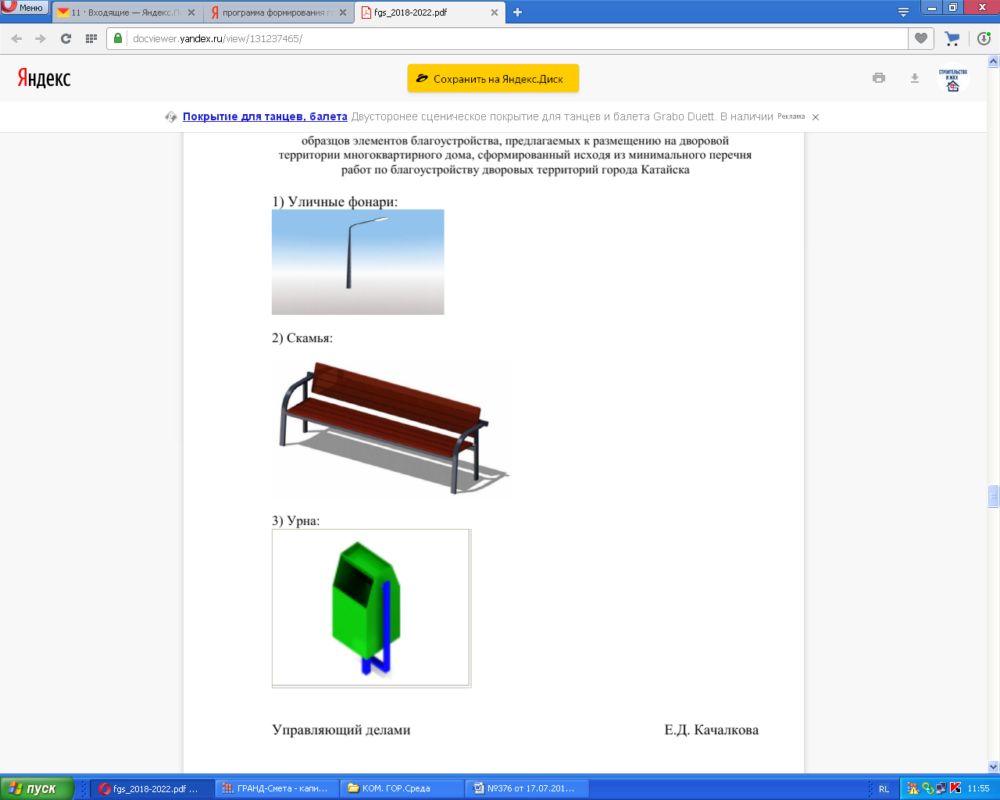 Меню
11 · Входящие — Яндекс.П
программа формирования г
fgs_2018-2022.pdf
docviewer.yandex.ru/view/131237465/
Яндекс
Сохранить на Яндекс.Диск
СТРОИТЕЛЬСТВО
И ЖКХ
Покрытие для танцев, балета Двусторонее сценическое покрытие для танцев и балета Grabo Duett. В наличии Реклама
образцов элементов благоустройства, предлагаемых к размещению на дворовой
территории многоквартирного дома, сформированный исходя из минимального перечня
работ по благоустройству дворовых территорий города Катайска
1) Уличные фонари:
2) Скамья:
3) Урна:
Управляющий делами Е.Д. Качалкова
пуск
fgs_2018-2022.pdf ...
ГРАНД-Смета - капи...
КОМ. ГОР.Среда
№376 от 17.07.201...
RL
11:55